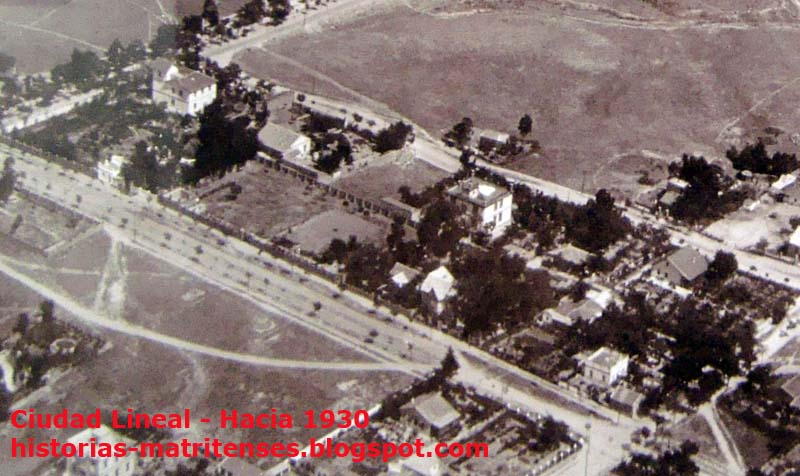 Ciudad Lineal - Hacia 1930
historias-matritenses.blogspot.com